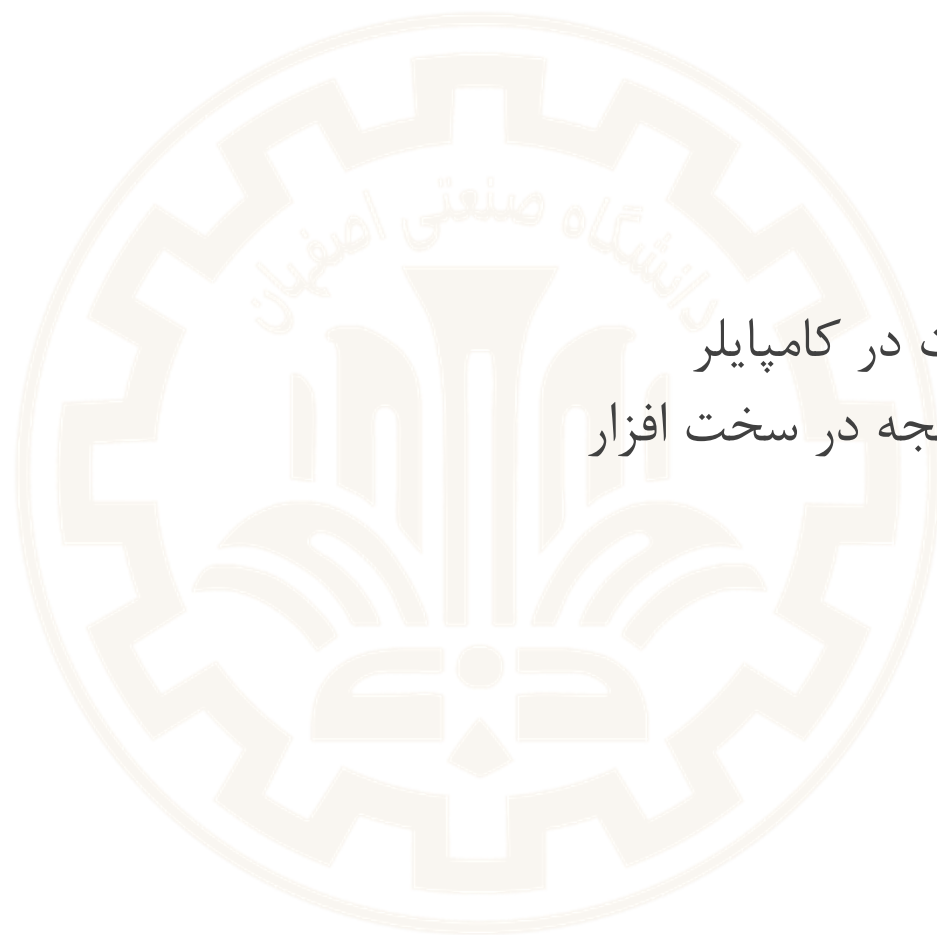 دانشگاه صنعتی اصفهان
در کامپایلر
در سخت افزار